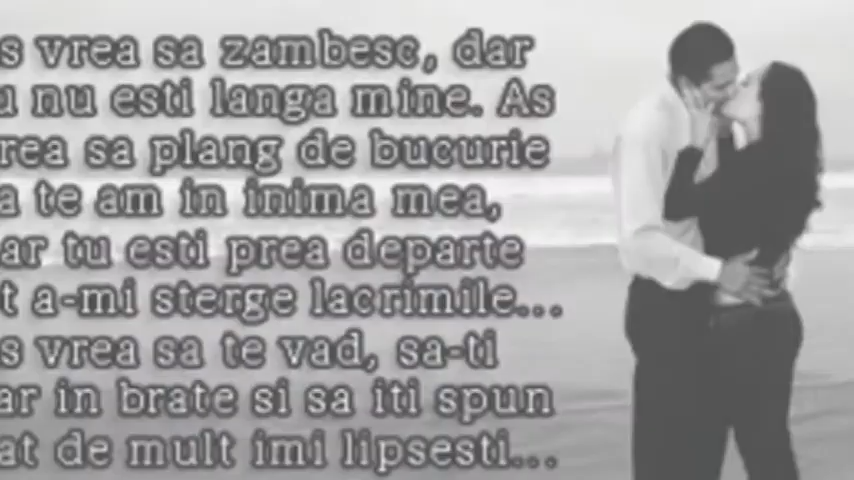 s vrea sa zambesc, dar
u nu esti langa mine. As
rea sa plang de bucurie
a te am in inima mea,
ar tu esti prea departe
t a-mi sterge lacrimile...
s vrea sa te vad, sa-ti
ar in brate si sa iti spun
at de mult imi lipsesti...